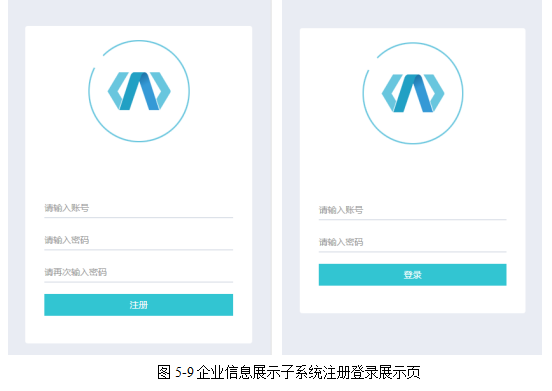 请输入账号
请输入密码
请再次输入密码
注册
请输入账号
请输入密码
登录
图 5-9 企业信息展示子系统注册登录展示页